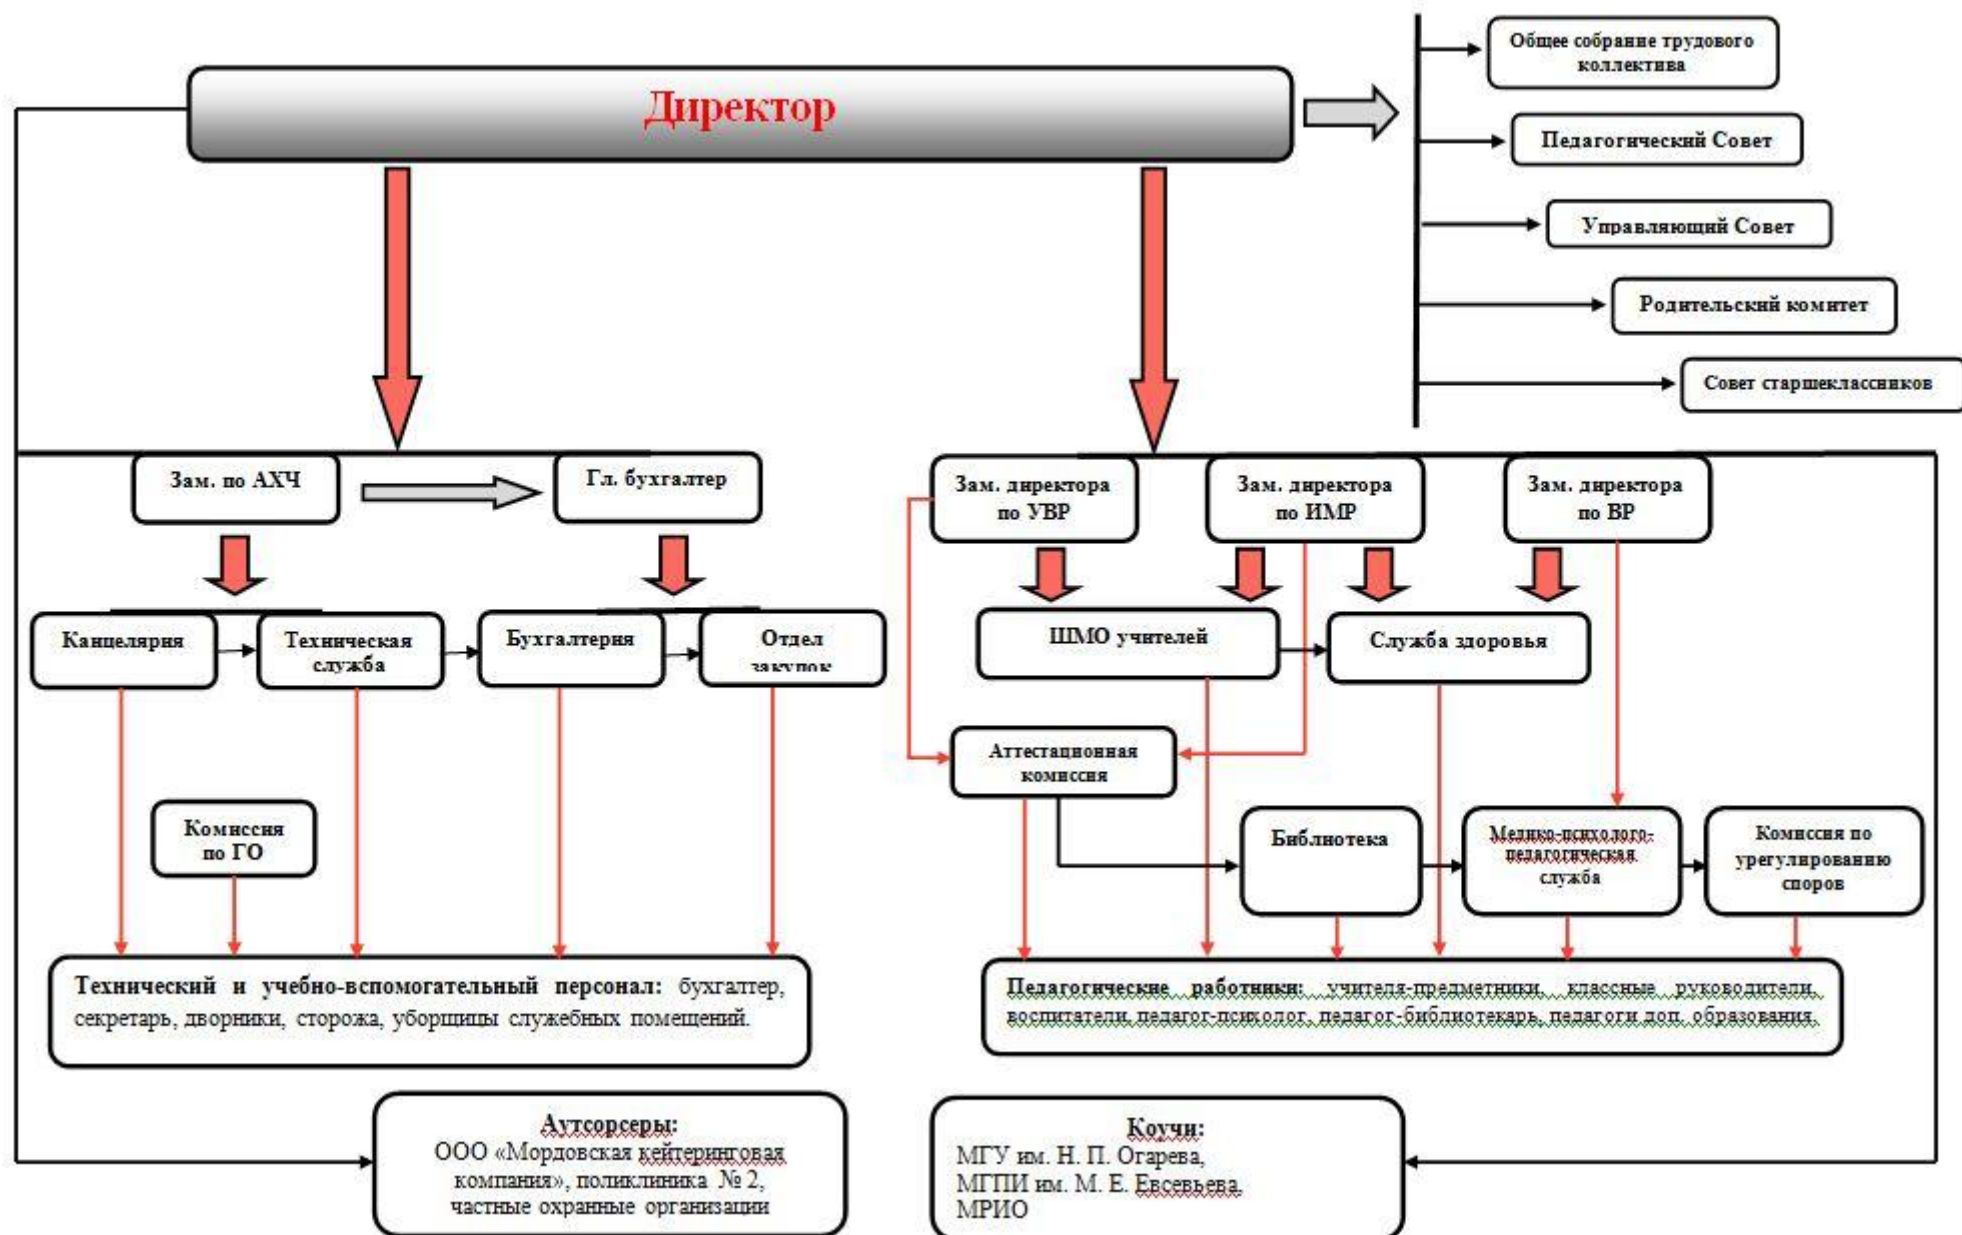 Директор
Общее собрание трудового
коллектива
Педагогический Совет
Управляющий Совет
Родительский комитет
Совет старшеклассников
Зам. по АХЧ
Гл. бухгалтер
Зам. директора
по УВР
Зам. директора
по ИМР
Зам. директора
по ВР
Канцелярия
Техническая
служба
Бухгалтерия
Отдел
закупок
ШМО учителей
Служба здоровья
Аттестационная
комиссия
Комиссия
по ГО
Библиотека
Медико-психолого-
педагогическая
служба
Комиссия по
урегулированию
споров
Технический и учебно-вспомогательный персонал: бухгалтер,
секретарь, дворники, сторожа, уборщицы служебных помещений.
Педагогические работники: учителя-предметники, классные руководители,
воспитатели, педагог-психолог, педагог-библиотекарь, педагоги доп. образования.
Аутсорсеры:
ООО «Мордовская кейтеринговая
компания», поликлиника № 2,
частные охранные организации
Коучи:
МГУ им. Н. П. Огарева,
МГПИ им. М. Е. Евсевьева,
МРИО